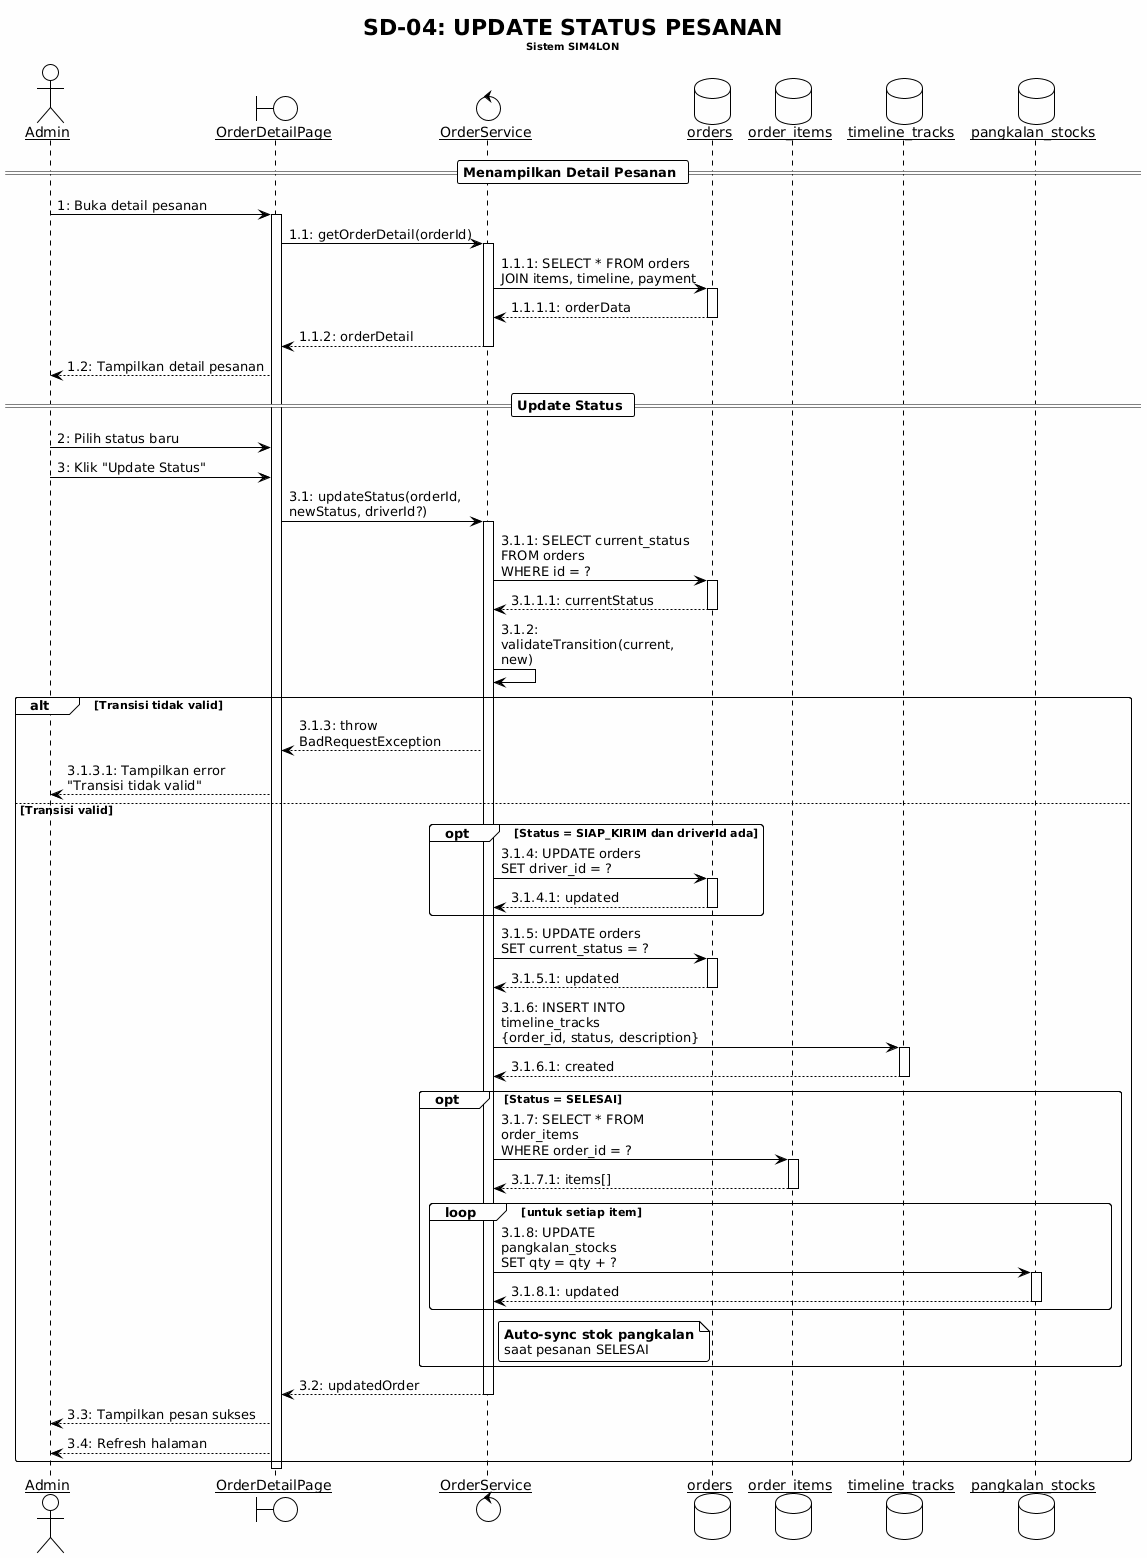 SD-04: UPDATE STATUS PESANAN
Sistem SIM4LON
Admin
OrderDetailPage
OrderService
orders
order_items
timeline_tracks
pangkalan_stocks
Menampilkan Detail Pesanan
1: Buka detail pesanan
1.1: getOrderDetail(orderId)
1.1.1: SELECT * FROM orders
JOIN items, timeline, payment
1.1.1.1: orderData
1.1.2: orderDetail
1.2: Tampilkan detail pesanan
Update Status
2: Pilih status baru
3: Klik "Update Status"
3.1: updateStatus(orderId,
newStatus, driverId?)
3.1.1: SELECT current_status
FROM orders
WHERE id = ?
3.1.1.1: currentStatus
3.1.2:
validateTransition(current,
new)
alt [Transisi tidak valid]
3.1.3: throw
BadRequestException
3.1.3.1: Tampilkan error
"Transisi tidak valid"
[Transisi valid]
opt [Status = SIAP_KIRIM dan driverId ada]
3.1.4: UPDATE orders
SET driver_id = ?
3.1.4.1: updated
3.1.5: UPDATE orders
SET current_status = ?
3.1.5.1: updated
3.1.6: INSERT INTO
timeline_tracks
{order_id, status, description}
3.1.6.1: created
opt [Status = SELESAI]
3.1.7: SELECT * FROM
order_items
WHERE order_id = ?
3.1.7.1: items[]
loop [untuk setiap item]
3.1.8: UPDATE
pangkalan_stocks
SET qty = qty + ?
3.1.8.1: updated
Auto-sync stok pangkalan
saat pesanan SELESAI
3.2: updatedOrder
3.3: Tampilkan pesan sukses
3.4: Refresh halaman
Admin
OrderDetailPage
OrderService
orders
order_items
timeline_tracks
pangkalan_stocks